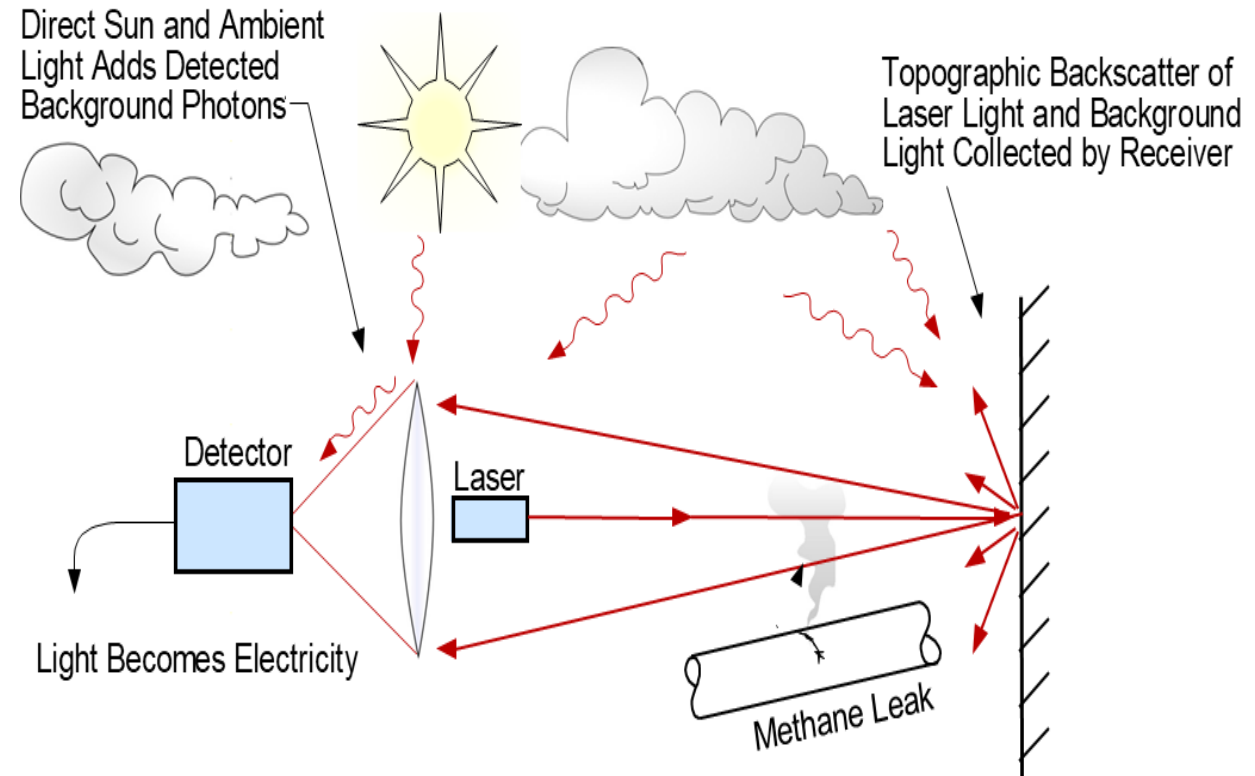 Direct Sun and Ambient
Light Adds Detected
Background Photons
Topographic Backscatter of
Laser Light and Background
Light Collected by Receiver
Detector
Laser
Light Becomes Electricity
Methane Leak